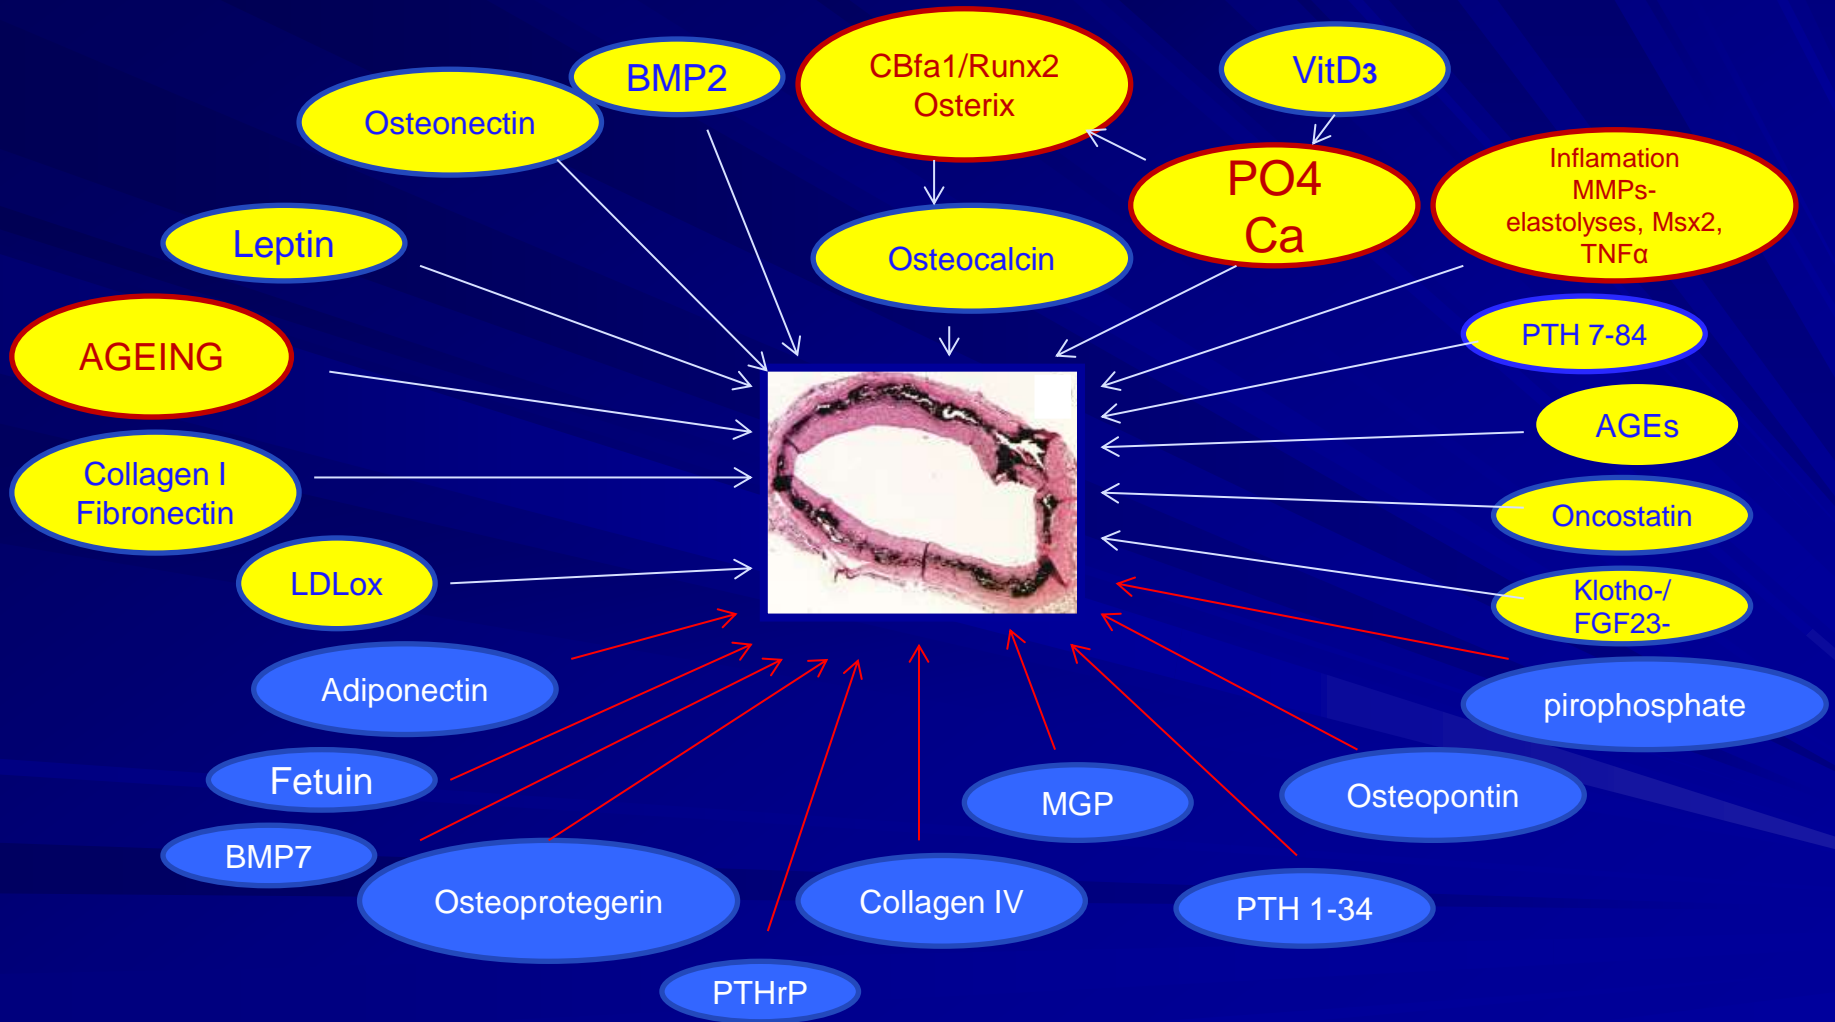 BMP2
CBfa1/Runx2
Osterix
VitD3
Osteonectin
Inflamation
MMPs-
elastolyses, Msx2,
TNFα
PO4
Ca
Leptin
Osteocalcin
PTH 7-84
AGEING
AGEs
Collagen I
Fibronectin
Oncostatin
LDLox
Klotho-/
FGF23-
Adiponectin
pirophosphate
Fetuin
MGP
Osteopontin
BMP7
Osteoprotegerin
Collagen IV
PTH 1-34
PTHrP